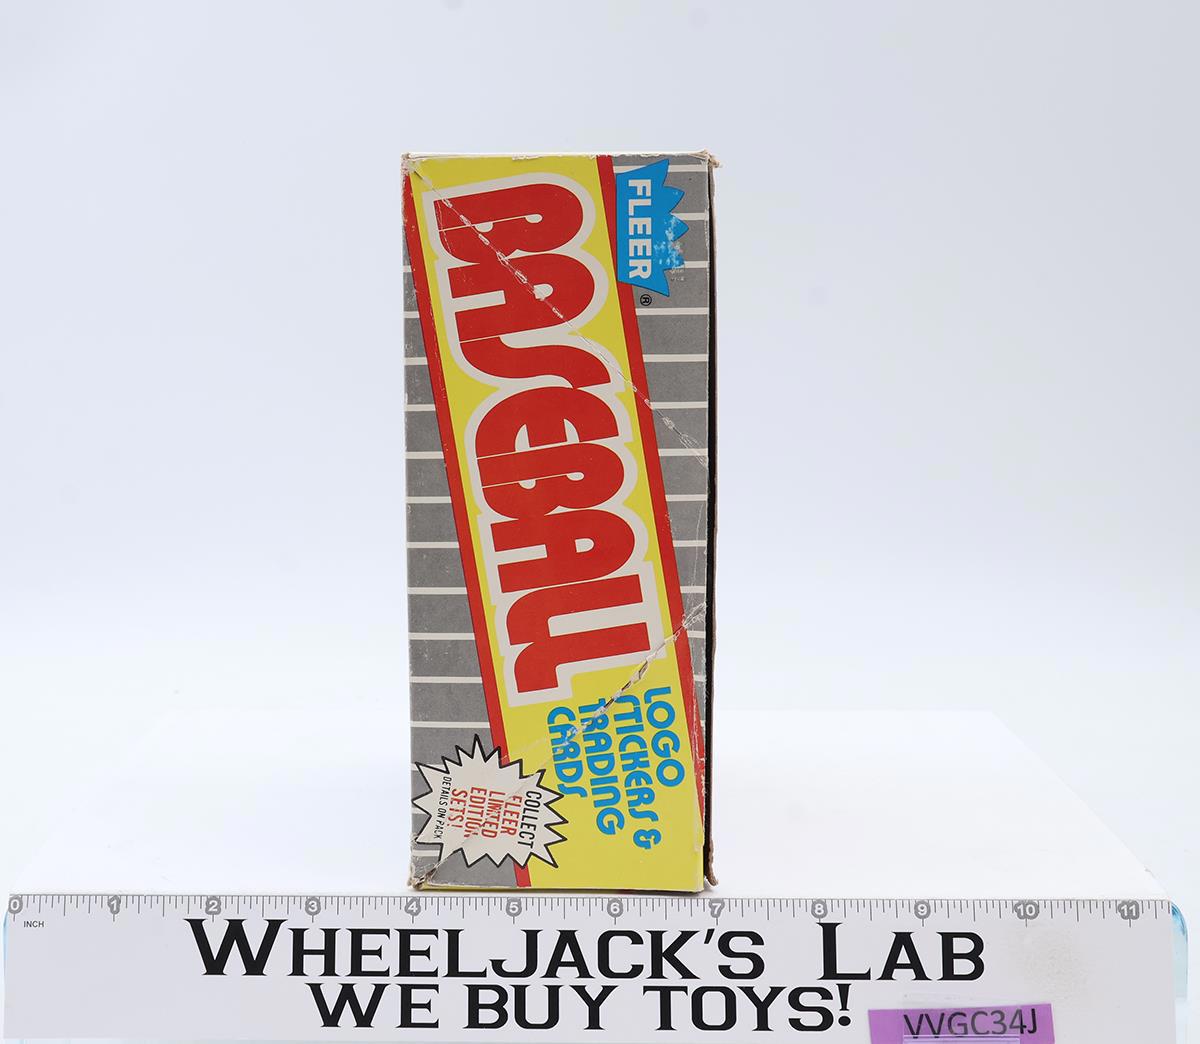 FLEER®
BASEBALL
LOGO
STICKERS &
TRADING
CARDS
COLLECT
FLEER
LIMITED
EDITION
SETS!
DETAILS ON PACK
0 1 2 3 4 5 6 7 8 9 10 11
INCH
WHEELJACK'S LAB
WE BUY TOYS!
VVGC34J